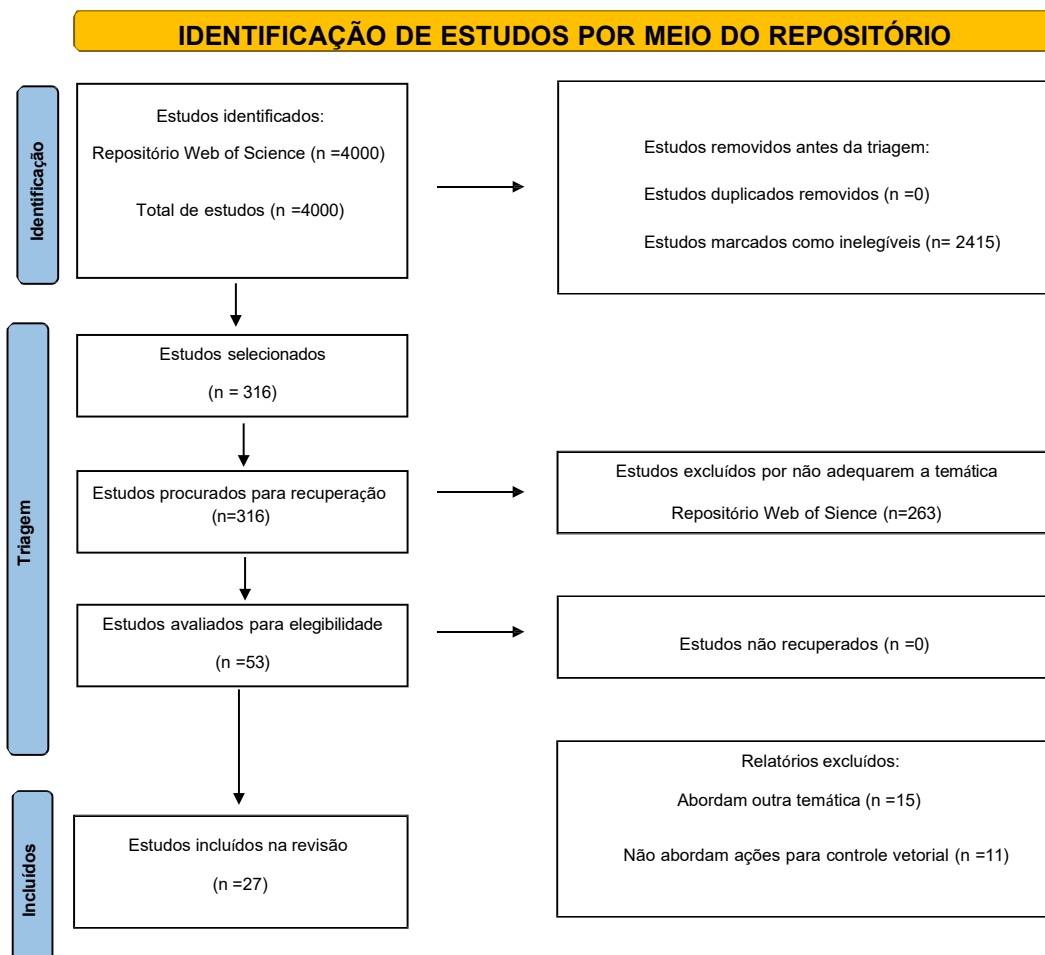 IDENTIFICAÇÃO DE ESTUDOS POR MEIO DO REPOSITÓRIO
Identificação
Estudos identificados:
Repositório Web of Science (n =4000)
Total de estudos (n =4000)
Estudos removidos antes da triagem:
Estudos duplicados removidos (n =0)
Estudos marcados como inelegíveis (n= 2415)
Triagem
Estudos selecionados
(n = 316)
Estudos procurados para recuperação
(n=316)
Estudos excluídos por não adequarem a temática
Repositório Web of Sience (n=263)
Estudos avaliados para elegibilidade
(n =53)
Estudos não recuperados (n =0)
Incluídos
Estudos incluídos na revisão
(n =27)
Relatórios excluídos:
Abordam outra temática (n =15)
Não abordam ações para controle vetorial (n =11)